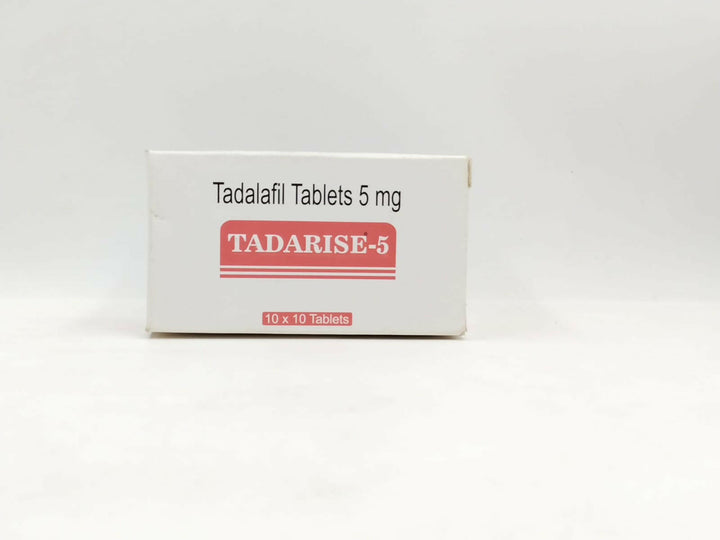 Tadalafil Tablets 5 mg
TADARISE-5
10 x 10 Tablets